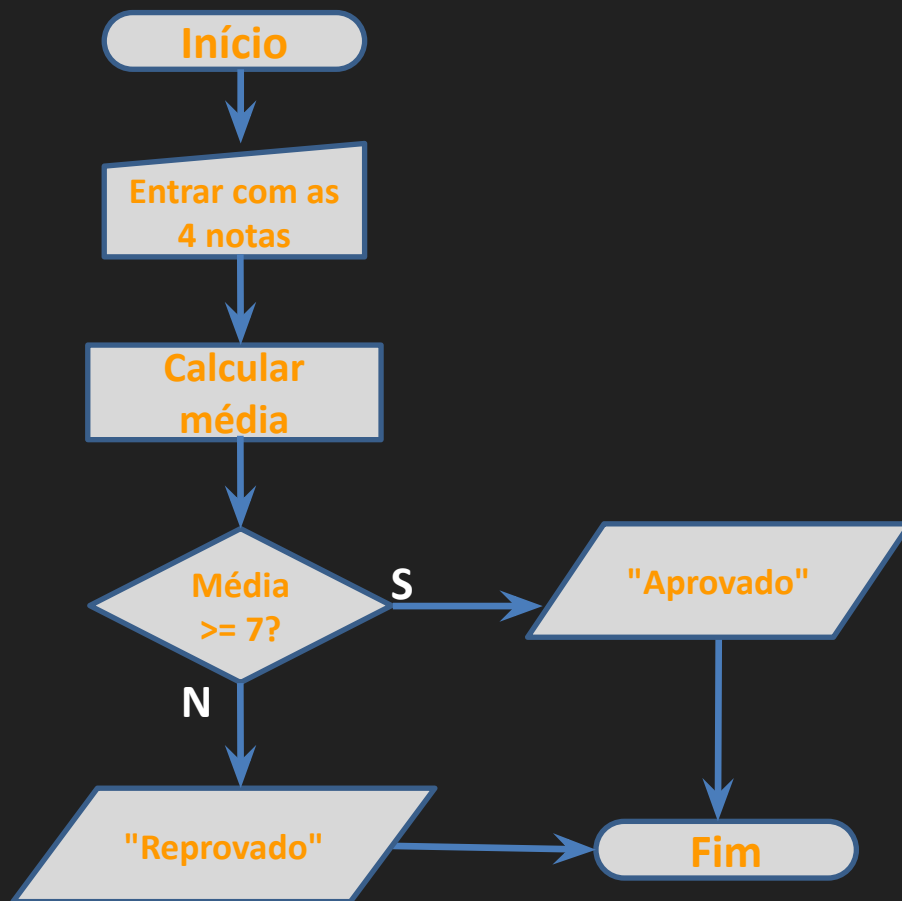 Início
Entrar com as
4 notas
Calcular
média
Média
>= 7?
S
"Aprovado"
N
"Reprovado"
Fim